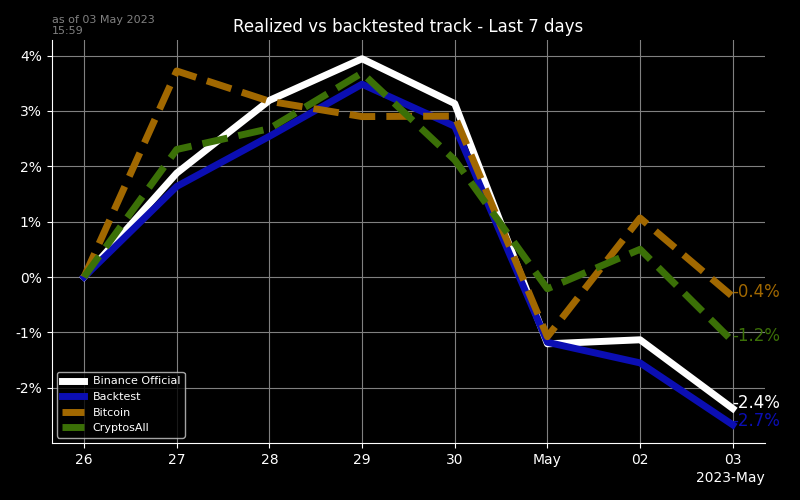 as of 03 May 2023
15:59
Realized vs backtested track - Last 7 days
4%
3%
2%
1%
0%
-1%
-2%
-0.4%
-1.2%
-2.4%
-2.7%
Binance Official
Backtest
Bitcoin
CryptosAll
26 27 28 29 30 May 02 03
2023-May